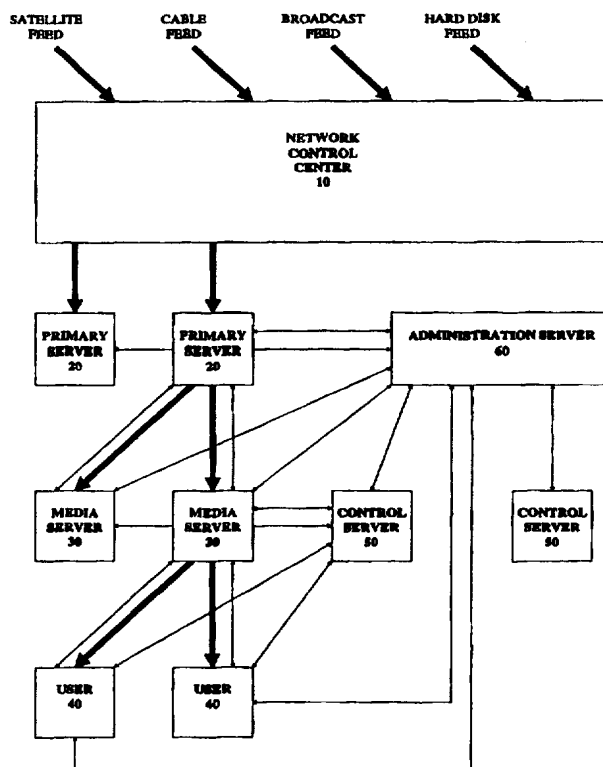 SATELLITE FEED
CABLE FEED
BROADCAST FEED
HARD DISK FEED
NETWORK
CONTROL
CENTER
10
PRIMARY SERVER 20
PRIMARY SERVER 20
ADMINISTRATION SERVER
60
MEDIA SERVER 30
MEDIA SERVER 30
CONTROL SERVER 50
CONTROL SERVER 50
USER
40
USER
40